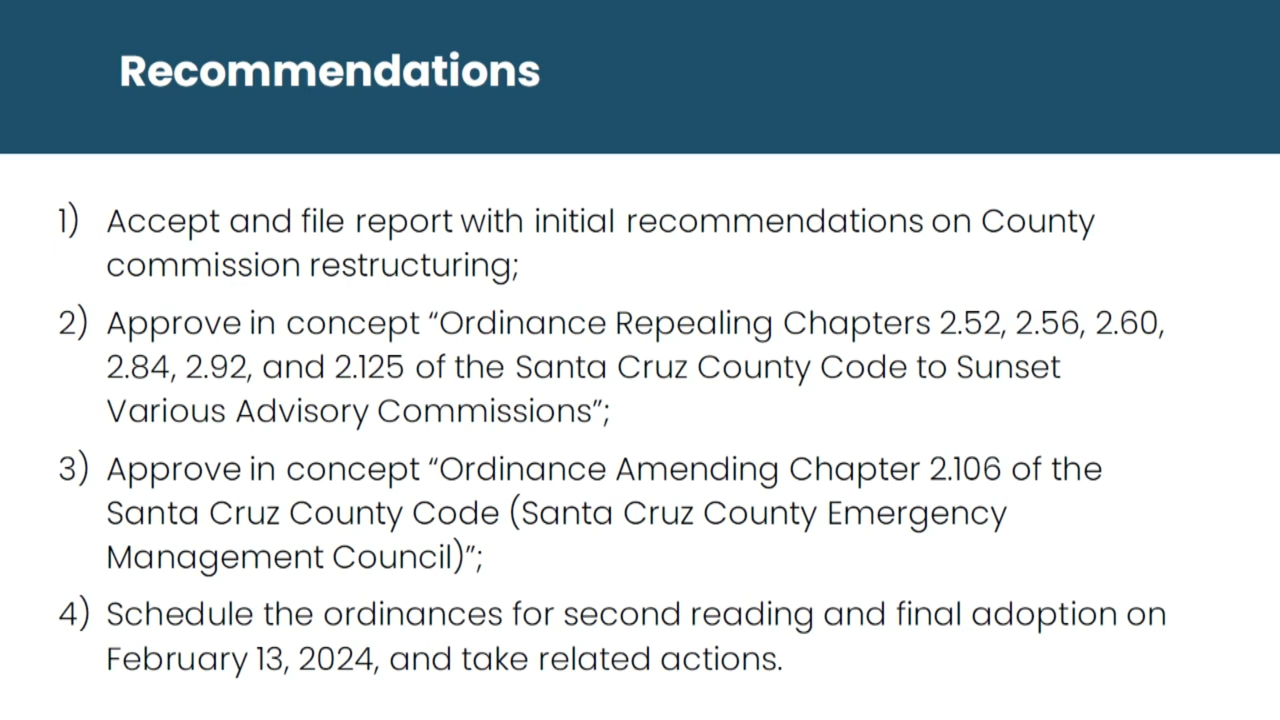 Recommendations
1) Accept and file report with initial recommendations on County
commission restructuring;
2) Approve in concept “Ordinance Repealing Chapters 2.52, 2.56, 2.60,
2.84, 2.92, and 2.125 of the Santa Cruz County Code to Sunset
Various Advisory Commissions”;
3) Approve in concept “Ordinance Amending Chapter 2.106 of the
Santa Cruz County Code (Santa Cruz County Emergency
Management Council)”;
4) Schedule the ordinances for second reading and final adoption on
February 13, 2024, and take related actions.